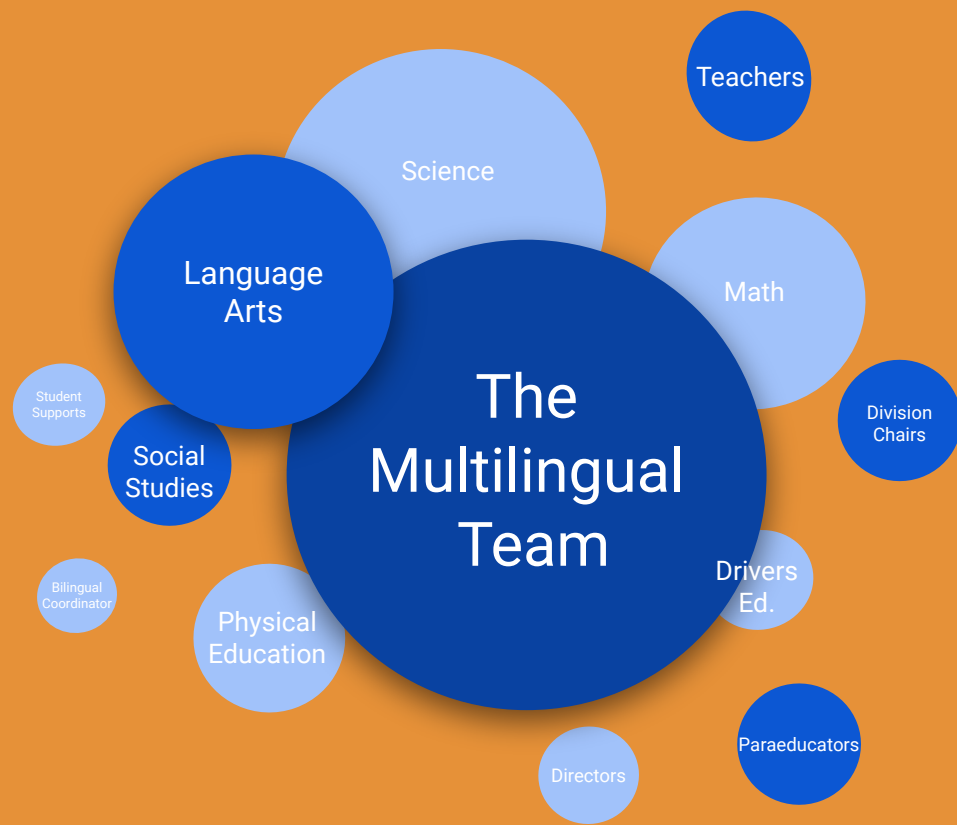 Teachers
Science
Language
Arts
Math
The
Multilingual
Team
Student
Supports
Division
Chairs
Social
Studies
Drivers
Ed.
Bilingual
Coordinator
Physical
Education
Paraeducators
Directors